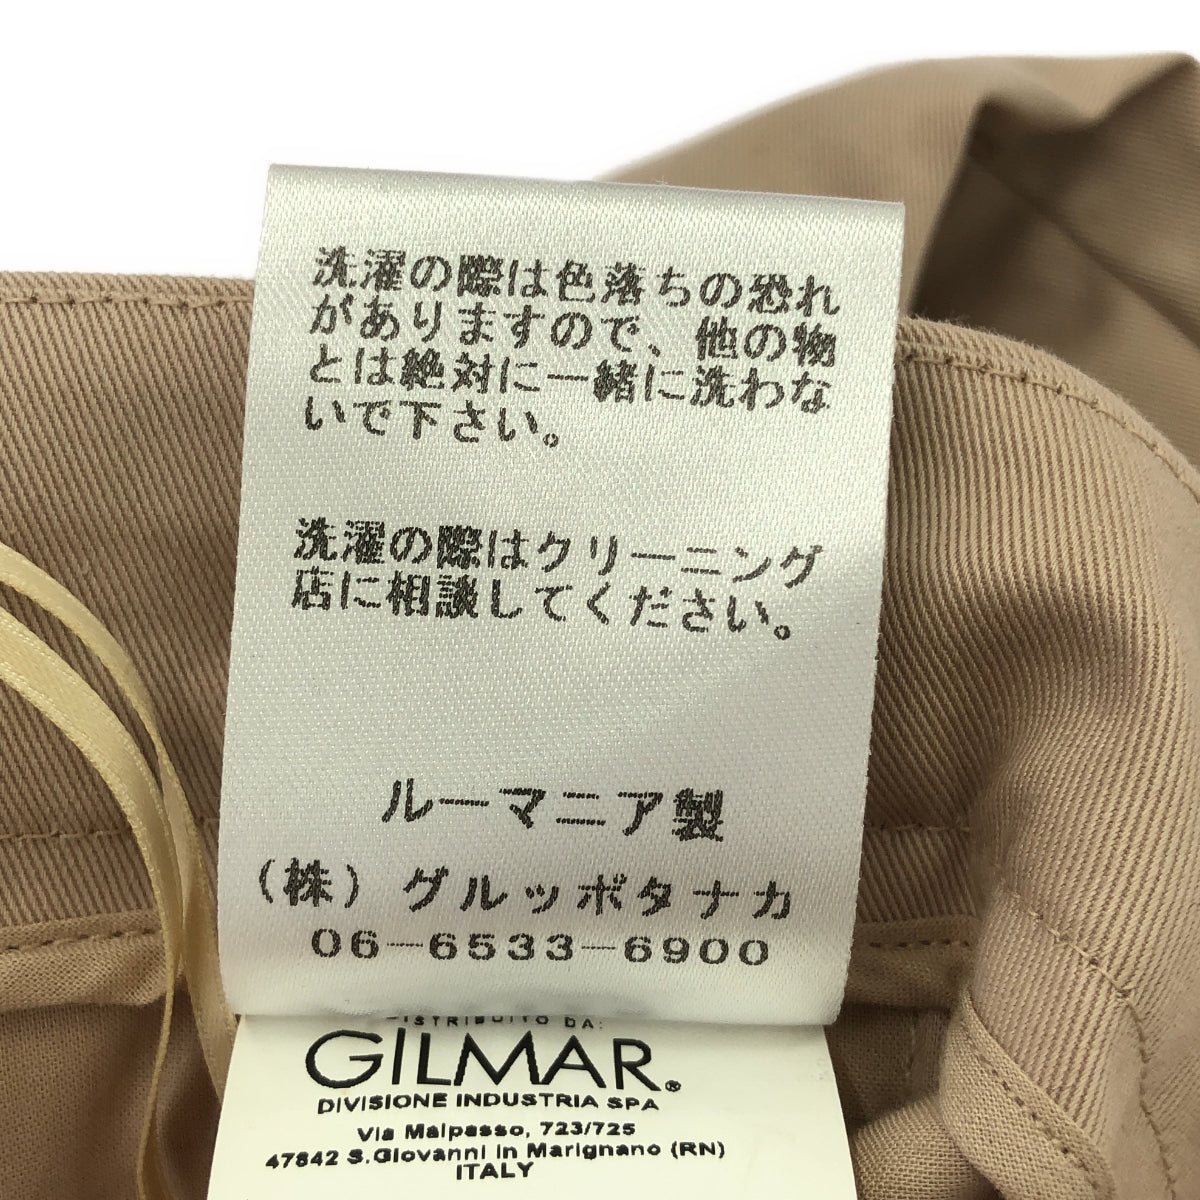 洗濯の際は色落ちの恐れ
がありますので、他の物
とは絶対に一緒に洗わな
いで下さい。
洗濯の際はクリーニング
店に相談してください。
ルーマニア製
(株)グルッポタナカ
06-6533-6900
DISTRIBUITO DA:
GILMAR®
DIVISIONE INDUSTRIA SPA
Via Malpasso, 723/725
47842 S.Giovanni in Marignano (RN)
ITALY